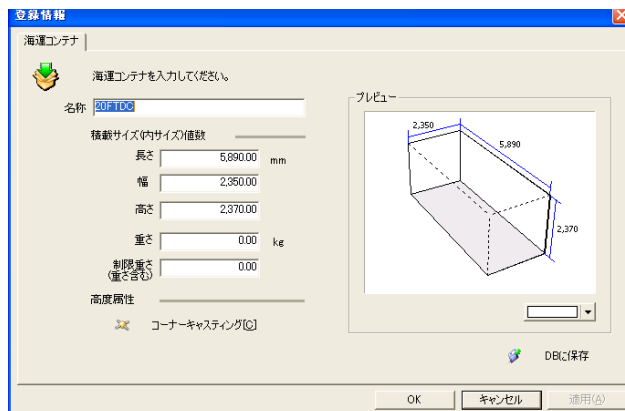 登録情報
海運コンテナ
海運コンテナを入力してください。
名称 20FTDC
積載サイズ(内サイズ)値数
長さ 5,890.00 mm
幅 2,350.00
高さ 2,370.00
重さ 0.00 kg
制限重さ 0.00
(重さ含む)
高度属性
コーナーキャスティング[C]
プレビュー
2,350
5,890
2,370
DBに保存
OK キャンセル 適用(A)